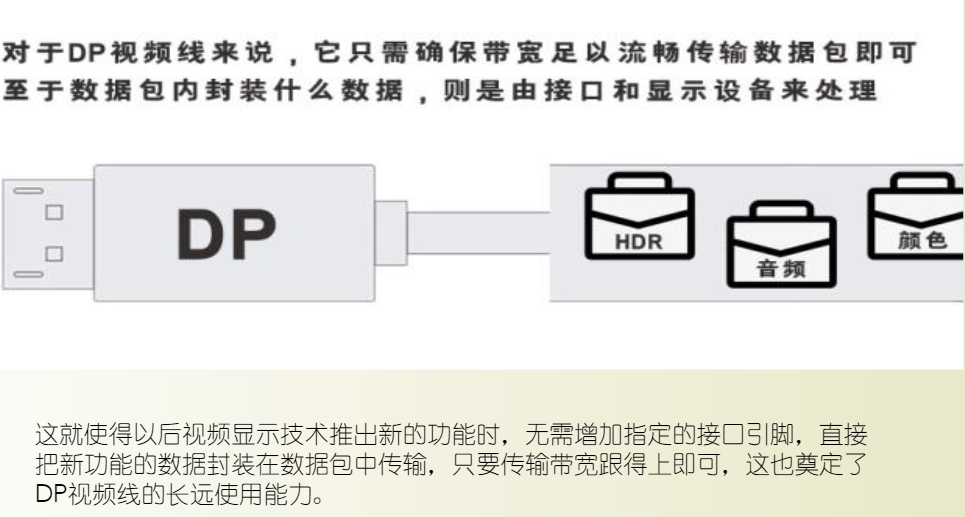 对于DP视频线来说，它只需确保带宽足以流畅传输数据包即可
至于数据包内封装什么数据，则是由接口和显示设备来处理
DP
HDR
音频
颜色
这就使得以后视频显示技术推出新的功能时，无需增加指定的接口引脚，直接
把新功能的数据封装在数据包中传输，只要传输带宽跟得上即可，这也奠定了
DP视频线的长远使用能力。